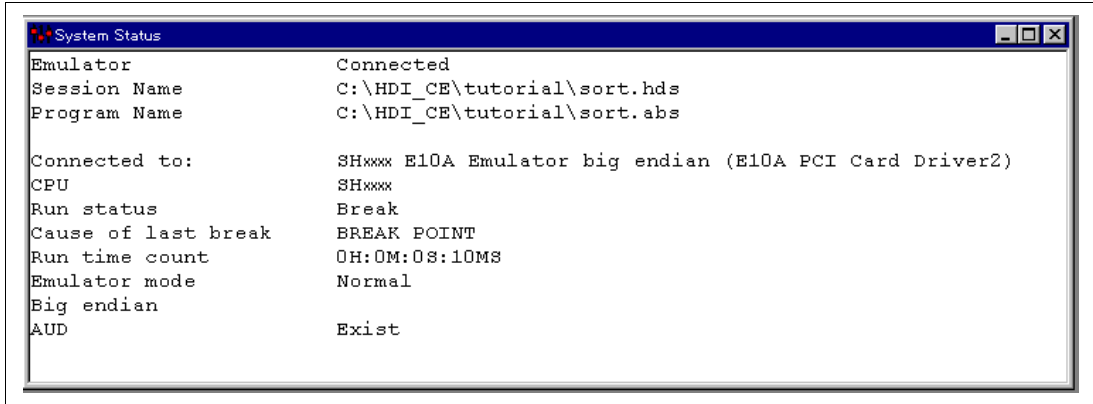 System Status
Emulator Connected
Session Name C:\HDI_CE\tutorial\sort.hds
Program Name C:\HDI_CE\tutorial\sort.abs
Connected to: SHxxxx E10A Emulator big endian (E10A PCI Card Driver2)
CPU SHxxxx
Run status Break
Cause of last break BREAK POINT
Run time count 0H:0M:0S:10MS
Emulator mode Normal
Big endian
AUD Exist